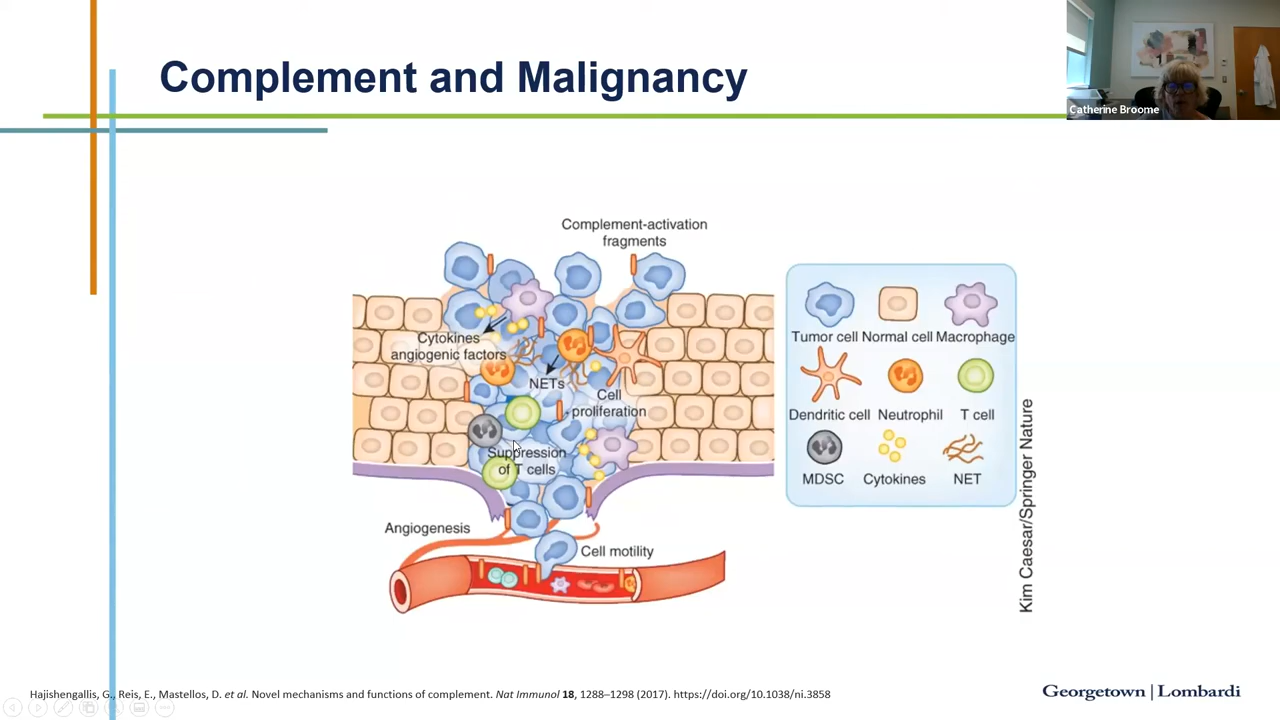 Complement and Malignancy
Catherine Broome
Complement-activation
fragments
Cytokines
angiogenic factors
NETs
Cell
proliferation
Suppression
of T cells
Angiogenesis
Cell motility
Tumor cell Normal cell Macrophage
Dendritic cell Neutrophil T cell
MDSC Cytokines NET
Kim Caesar/Springer Nature
Hajishengallis, G., Reis, E., Mastellos, D. et al. Novel mechanisms and functions of complement. Nat Immunol 18, 1288–1298 (2017). https://doi.org/10.1038/ni.3858
Georgetown | Lombardi